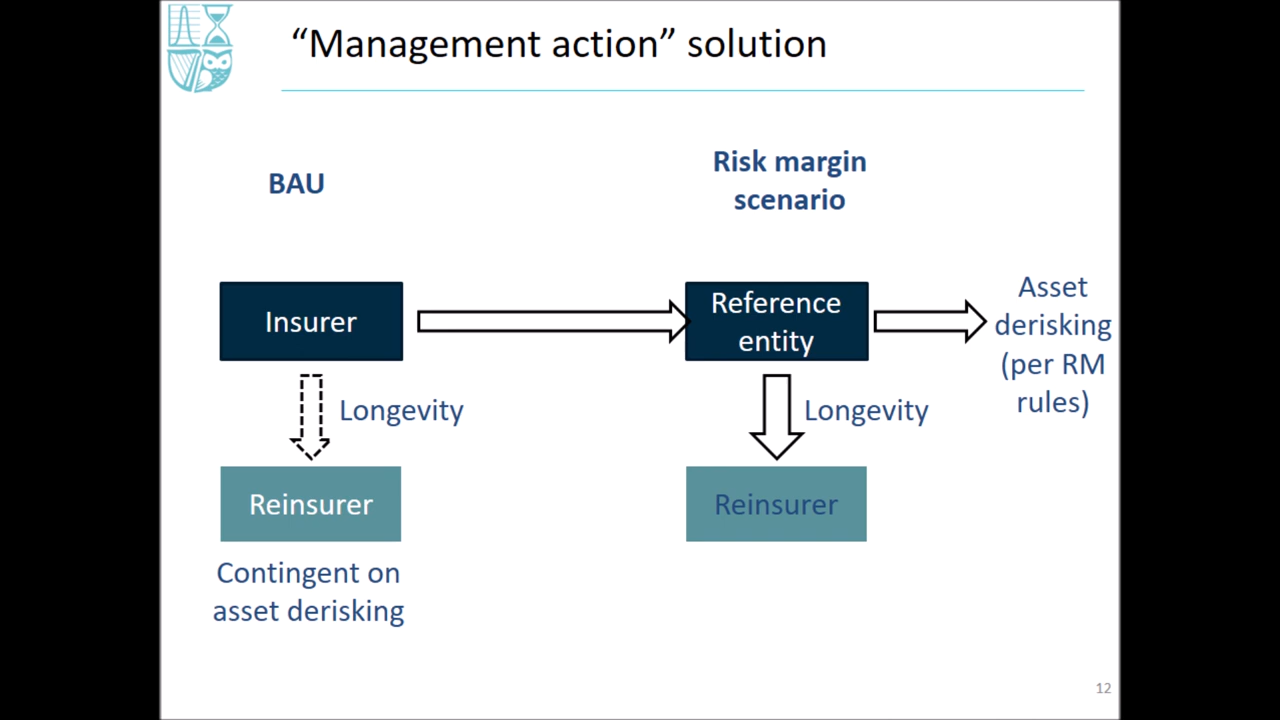 “Management action” solution
BAU
Risk margin
scenario
Insurer
Reference
entity
Asset
derisking
(per RM
rules)
Longevity
Longevity
Reinsurer
Reinsurer
Contingent on
asset derisking
12